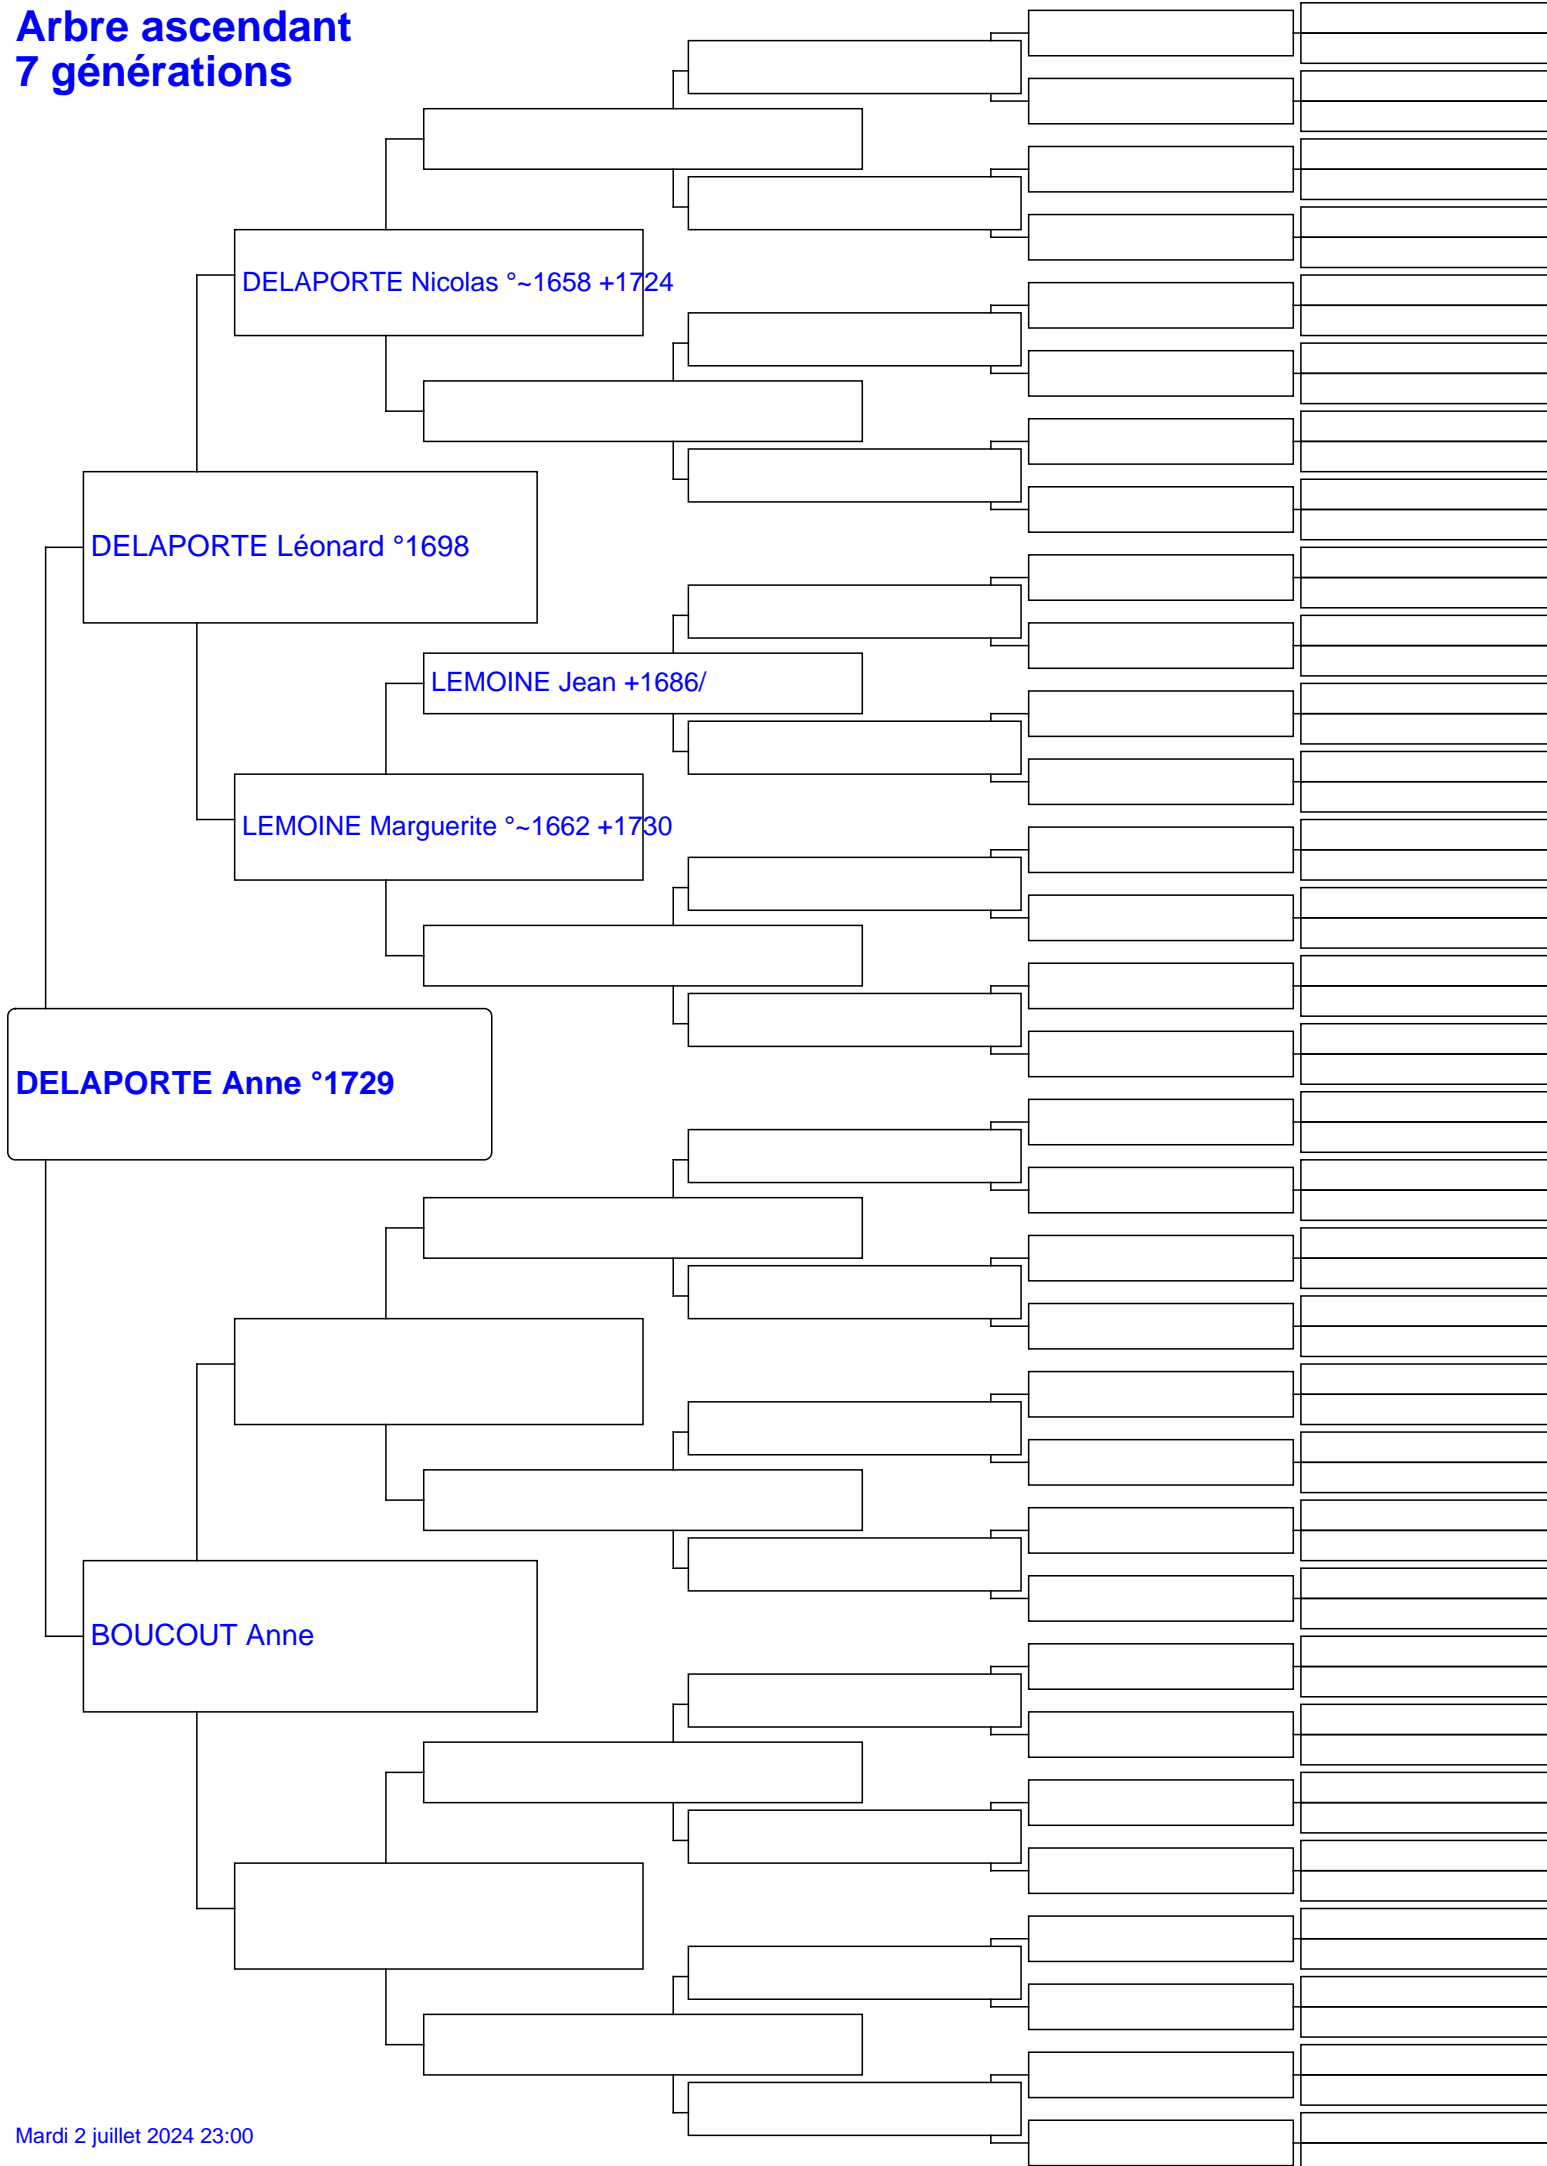 Arbre ascendant
7 générations
DELAPORTE Nicolas °~1658 +1724
DELAPORTE Léonard °1698
LEMOINE Jean +1686/
LEMOINE Marguerite °~1662 +1730
DELAPORTE Anne °1729
BOUCOUT Anne
Mardi 2 juillet 2024 23:00